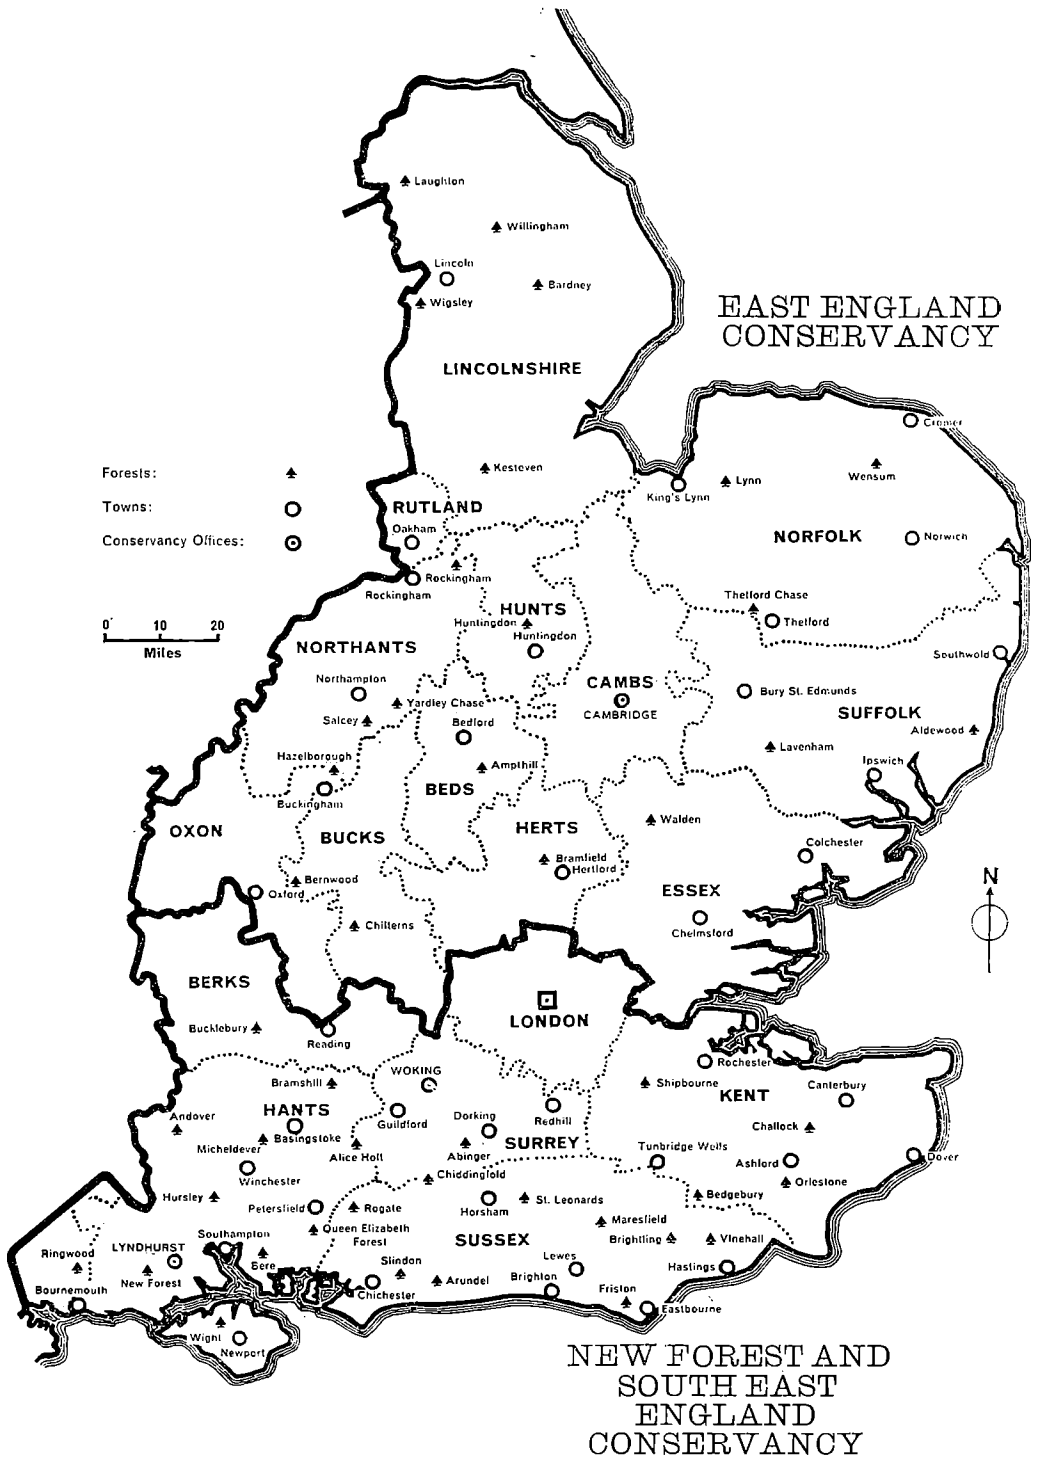 Laughton
Willingham
Lincoln
Bardney
Wigsley
EAST ENGLAND
CONSERVANCY
LINCOLNSHIRE
Cromer
Forests:
Kesteven
Wensum
Lynn
King's Lynn
Towns:
RUTLAND
Oakham
NORFOLK
Norwich
Conservancy Offices:
Rockingham
Rockingham
Thetford Chase
HUNTS
Huntingdon
Huntingdon
Thetford
0 10 20
Miles
NORTHANTS
Southwold
Northampton
CAMBS
CAMBRIDGE
Bury St. Edmunds
Yardley Chase
Salcey
Bedford
SUFFOLK
Aldewood
Hazelborough
Ampthill
Lavenham
Ipswich
Buckingham
BEDS
OXON
BUCKS
HERTS
Walden
Colchester
Bramfield
Hertford
Bernwood
Oxford
ESSEX
N
Chilterns
Chelmsford
BERKS
LONDON
Bucklebury
Reading
Rochester
WOKING
Bramshill
Shipbourne
KENT
Canterbury
HANTS
Andover
Guildford
Dorking
Redhill
Challock
Basingstoke
Micheldever
SURREY
Alice Holt
Abinger
Tunbridge Wells
Ashford
Dover
Winchester
Chiddingfold
Orlestone
Hursley
Petersfield
Rogate
St. Leonards
Horsham
Bedgebury
Maresfield
Queen Elizabeth
Forest
Southampton
LYNDHURST
SUSSEX
Brightling
Vinehall
Ringwood
Bere
Slindon
Lewes
Hastings
New Forest
Arundel
Brighton
Bournemouth
Chichester
Friston
Eastbourne
Wight
Newport
NEW FOREST AND
SOUTH EAST
ENGLAND
CONSERVANCY